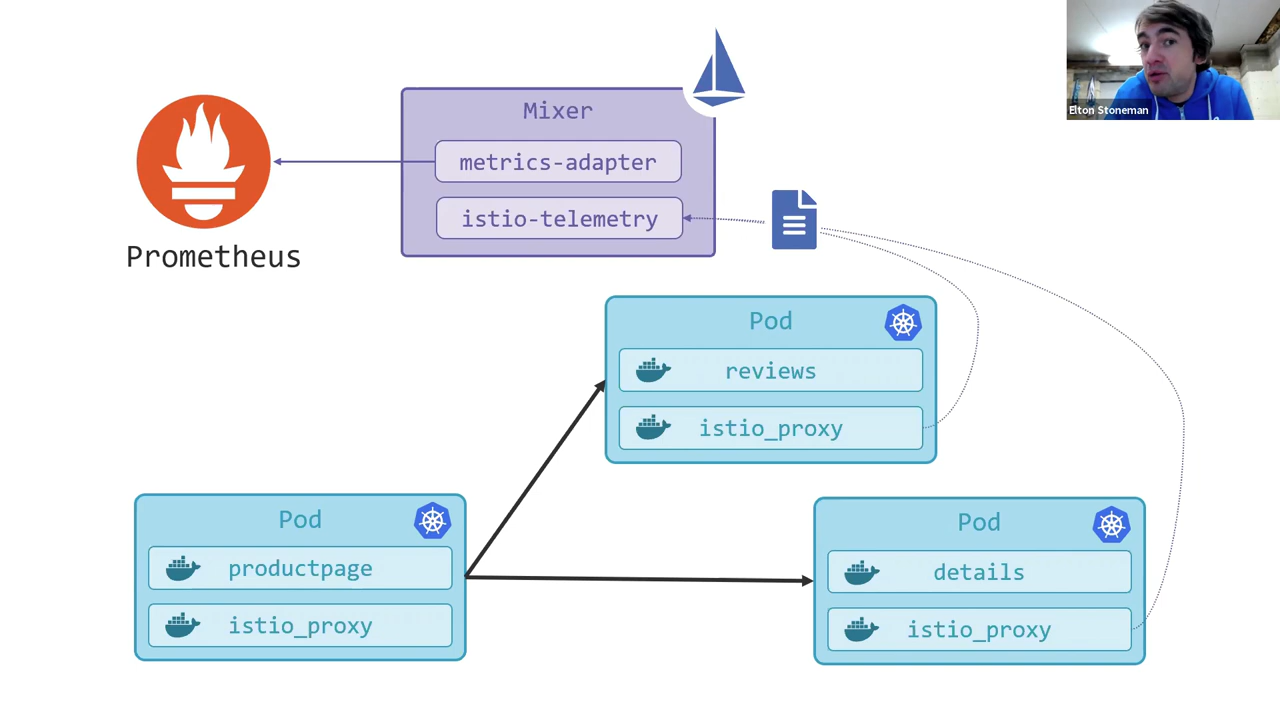 Elton Stoneman
Mixer
metrics-adapter
istio-telemetry
Prometheus
Pod
reviews
istio_proxy
Pod
productpage
istio_proxy
Pod
details
istio_proxy